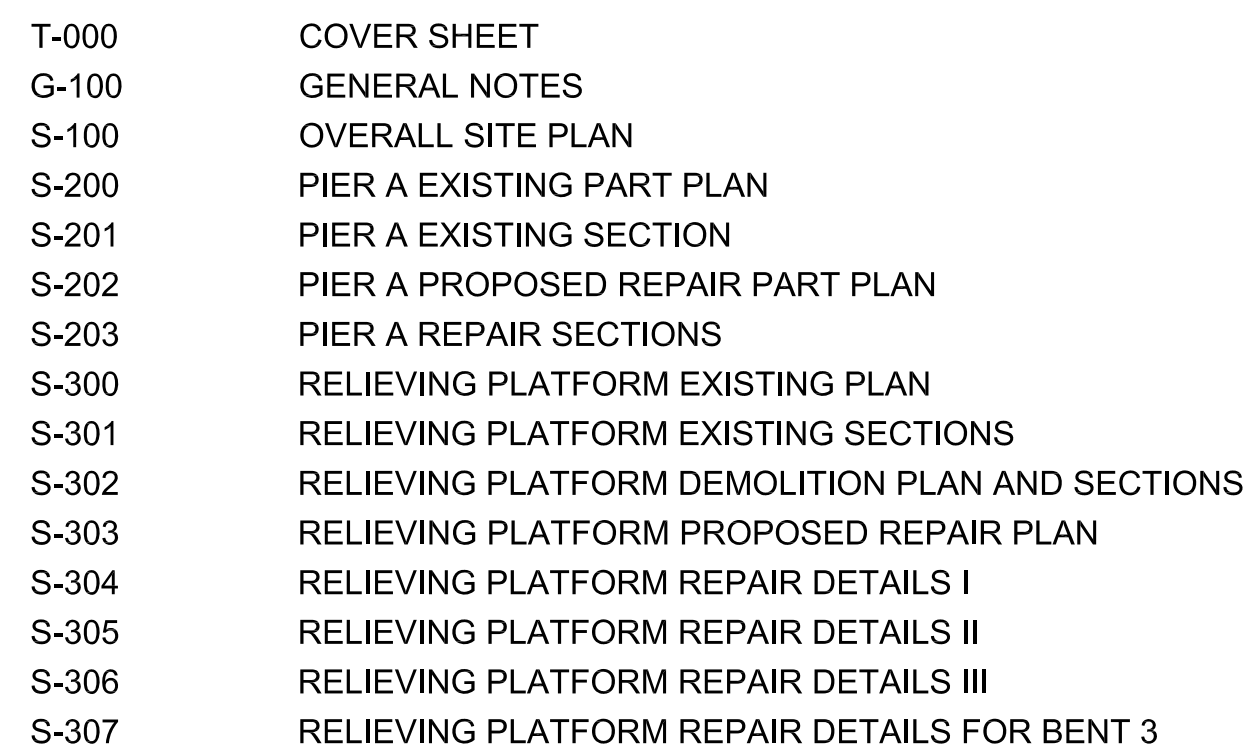 T-000 COVER SHEET
G-100 GENERAL NOTES
S-100 OVERALL SITE PLAN
S-200 PIER A EXISTING PART PLAN
S-201 PIER A EXISTING SECTION
S-202 PIER A PROPOSED REPAIR PART PLAN
S-203 PIER A REPAIR SECTIONS
S-300 RELIEVING PLATFORM EXISTING PLAN
S-301 RELIEVING PLATFORM EXISTING SECTIONS
S-302 RELIEVING PLATFORM DEMOLITION PLAN AND SECTIONS
S-303 RELIEVING PLATFORM PROPOSED REPAIR PLAN
S-304 RELIEVING PLATFORM REPAIR DETAILS I
S-305 RELIEVING PLATFORM REPAIR DETAILS II
S-306 RELIEVING PLATFORM REPAIR DETAILS III
S-307 RELIEVING PLATFORM REPAIR DETAILS FOR BENT 3